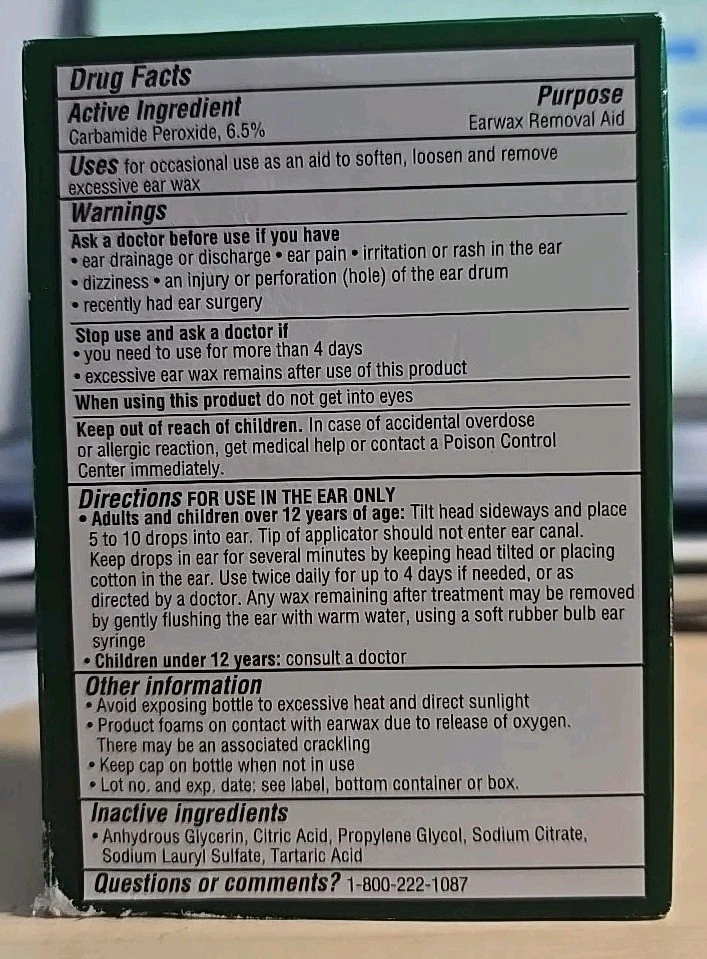 Drug Facts
Active Ingredient Purpose
Carbamide Peroxide, 6.5% Earwax Removal Aid
Uses for occasional use as an aid to soften, loosen and remove
excessive ear wax
Warnings
Ask a doctor before use if you have
• ear drainage or discharge • ear pain • irritation or rash in the ear
• dizziness • an injury or perforation (hole) of the ear drum
• recently had ear surgery
Stop use and ask a doctor if
• you need to use for more than 4 days
• excessive ear wax remains after use of this product
When using this product do not get into eyes
Keep out of reach of children. In case of accidental overdose
or allergic reaction, get medical help or contact a Poison Control
Center immediately.
Directions FOR USE IN THE EAR ONLY
• Adults and children over 12 years of age: Tilt head sideways and place
5 to 10 drops into ear. Tip of applicator should not enter ear canal.
Keep drops in ear for several minutes by keeping head tilted or placing
cotton in the ear. Use twice daily for up to 4 days if needed, or as
directed by a doctor. Any wax remaining after treatment may be removed
by gently flushing the ear with warm water, using a soft rubber bulb ear
syringe
• Children under 12 years: consult a doctor
Other information
• Avoid exposing bottle to excessive heat and direct sunlight
• Product foams on contact with earwax due to release of oxygen.
There may be an associated crackling
• Keep cap on bottle when not in use
• Lot no. and exp. date: see label, bottom container or box.
Inactive ingredients
• Anhydrous Glycerin, Citric Acid, Propylene Glycol, Sodium Citrate,
Sodium Lauryl Sulfate, Tartaric Acid
Questions or comments? 1-800-222-1087